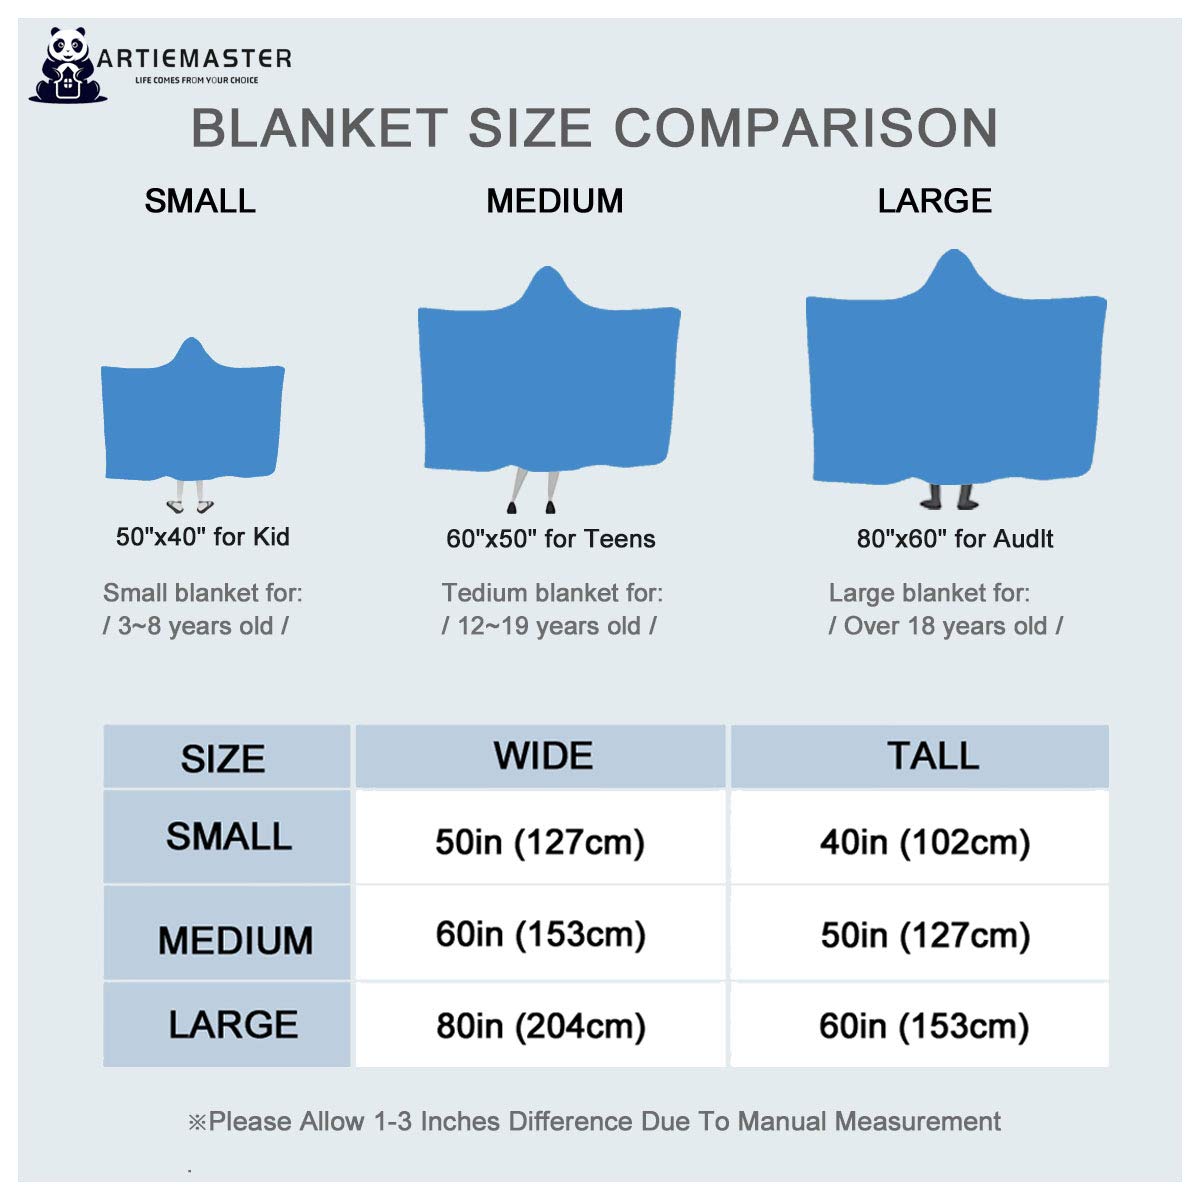 ARTIEMASTER
LIFE COMES FROM YOUR CHOICE
BLANKET SIZE COMPARISON
SMALL MEDIUM LARGE
50"x40" for Kid 60"x50" for Teens 80"x60" for Audlt
Small blanket for: Tedium blanket for: Large blanket for:
/ 3~8 years old / / 12~19 years old / / Over 18 years old /
SIZE WIDE TALL
SMALL 50in (127cm) 40in (102cm)
MEDIUM 60in (153cm) 50in (127cm)
LARGE 80in (204cm) 60in (153cm)
※Please Allow 1-3 Inches Difference Due To Manual Measurement
.